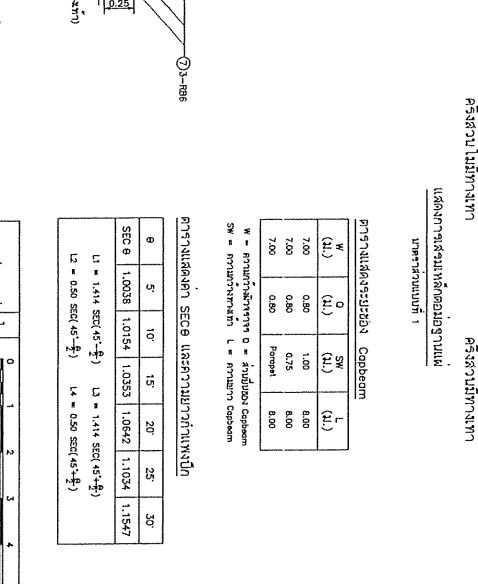 ครึ่งส่วนไม่มีทางเท้า
ครึ่งส่วนมีทางเท้า
แสดงการเสริมเหล็กตอม่อฐานแผ่
มาตราส่วนแบบที่ 1
0.25
7 3-RB6
ตารางแสดงระยะของ Capbeam
W (ม.) Q (ม.) SW (ม.) L (ม.)
7.00 0.80 1.00 8.00
7.00 0.80 0.75 8.00
7.00 0.80 Parapet 8.00
W = ความกว้างผิวจราจร Q = ส่วนยื่นของ Capbeam
SW = ความกว้างทางเท้า L = ความยาว Capbeam
ตารางแสดงค่า SEC θ และความยาวกำแพงปีก
θ 5° 10° 15° 20° 25° 30°
SEC θ 1.0038 1.0154 1.0353 1.0642 1.1034 1.1547
L1 = 1.414 SEC(45°-θ/2) L3 = 1.414 SEC(45°+θ/2)
L2 = 0.50 SEC(45°-θ/2) L4 = 0.50 SEC(45°+θ/2)
1 0 1 2 3 4